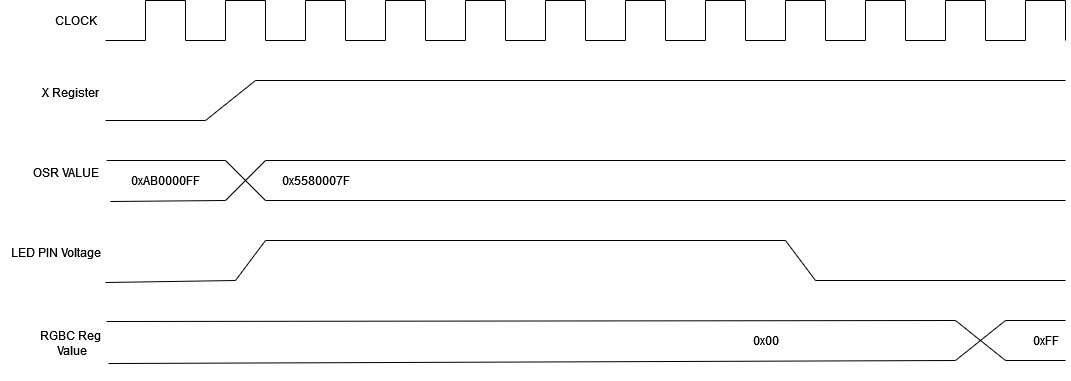 CLOCK
X Register
OSR VALUE
0xAB0000FF
0x5580007F
LED PIN Voltage
RGBC Reg
Value
0x00
0xFF